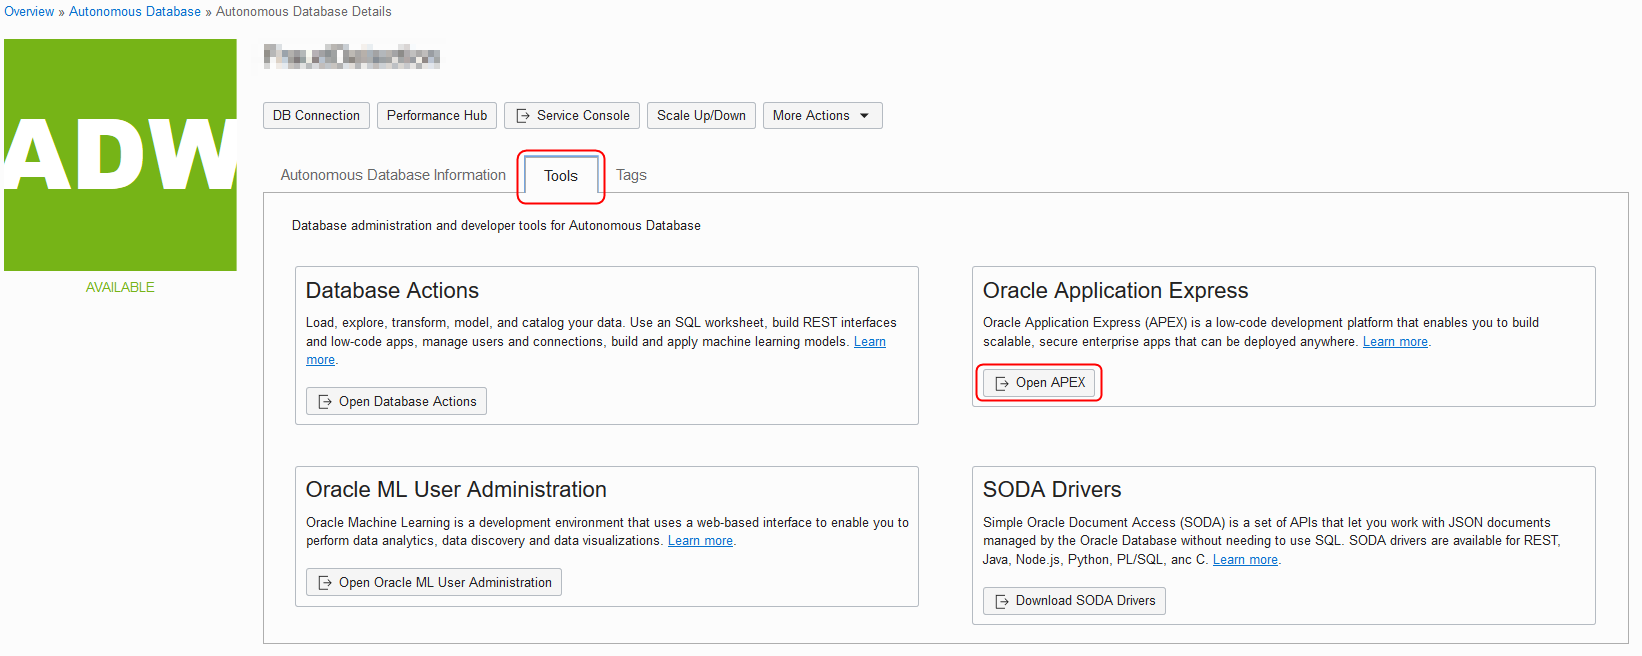 Overview » Autonomous Database » Autonomous Database Details
ADW
AVAILABLE
DB Connection
Performance Hub
Service Console
Scale Up/Down
More Actions
Autonomous Database Information
Tools
Tags
Database administration and developer tools for Autonomous Database
Database Actions
Load, explore, transform, model, and catalog your data. Use an SQL worksheet, build REST interfaces
and low-code apps, manage users and connections, build and apply machine learning models. Learn
more.
Open Database Actions
Oracle Application Express
Oracle Application Express (APEX) is a low-code development platform that enables you to build
scalable, secure enterprise apps that can be deployed anywhere. Learn more.
Open APEX
Oracle ML User Administration
Oracle Machine Learning is a development environment that uses a web-based interface to enable you to
perform data analytics, data discovery and data visualizations. Learn more.
Open Oracle ML User Administration
SODA Drivers
Simple Oracle Document Access (SODA) is a set of APIs that let you work with JSON documents
managed by the Oracle Database without needing to use SQL. SODA drivers are available for REST,
Java, Node.js, Python, PL/SQL, anc C. Learn more.
Download SODA Drivers